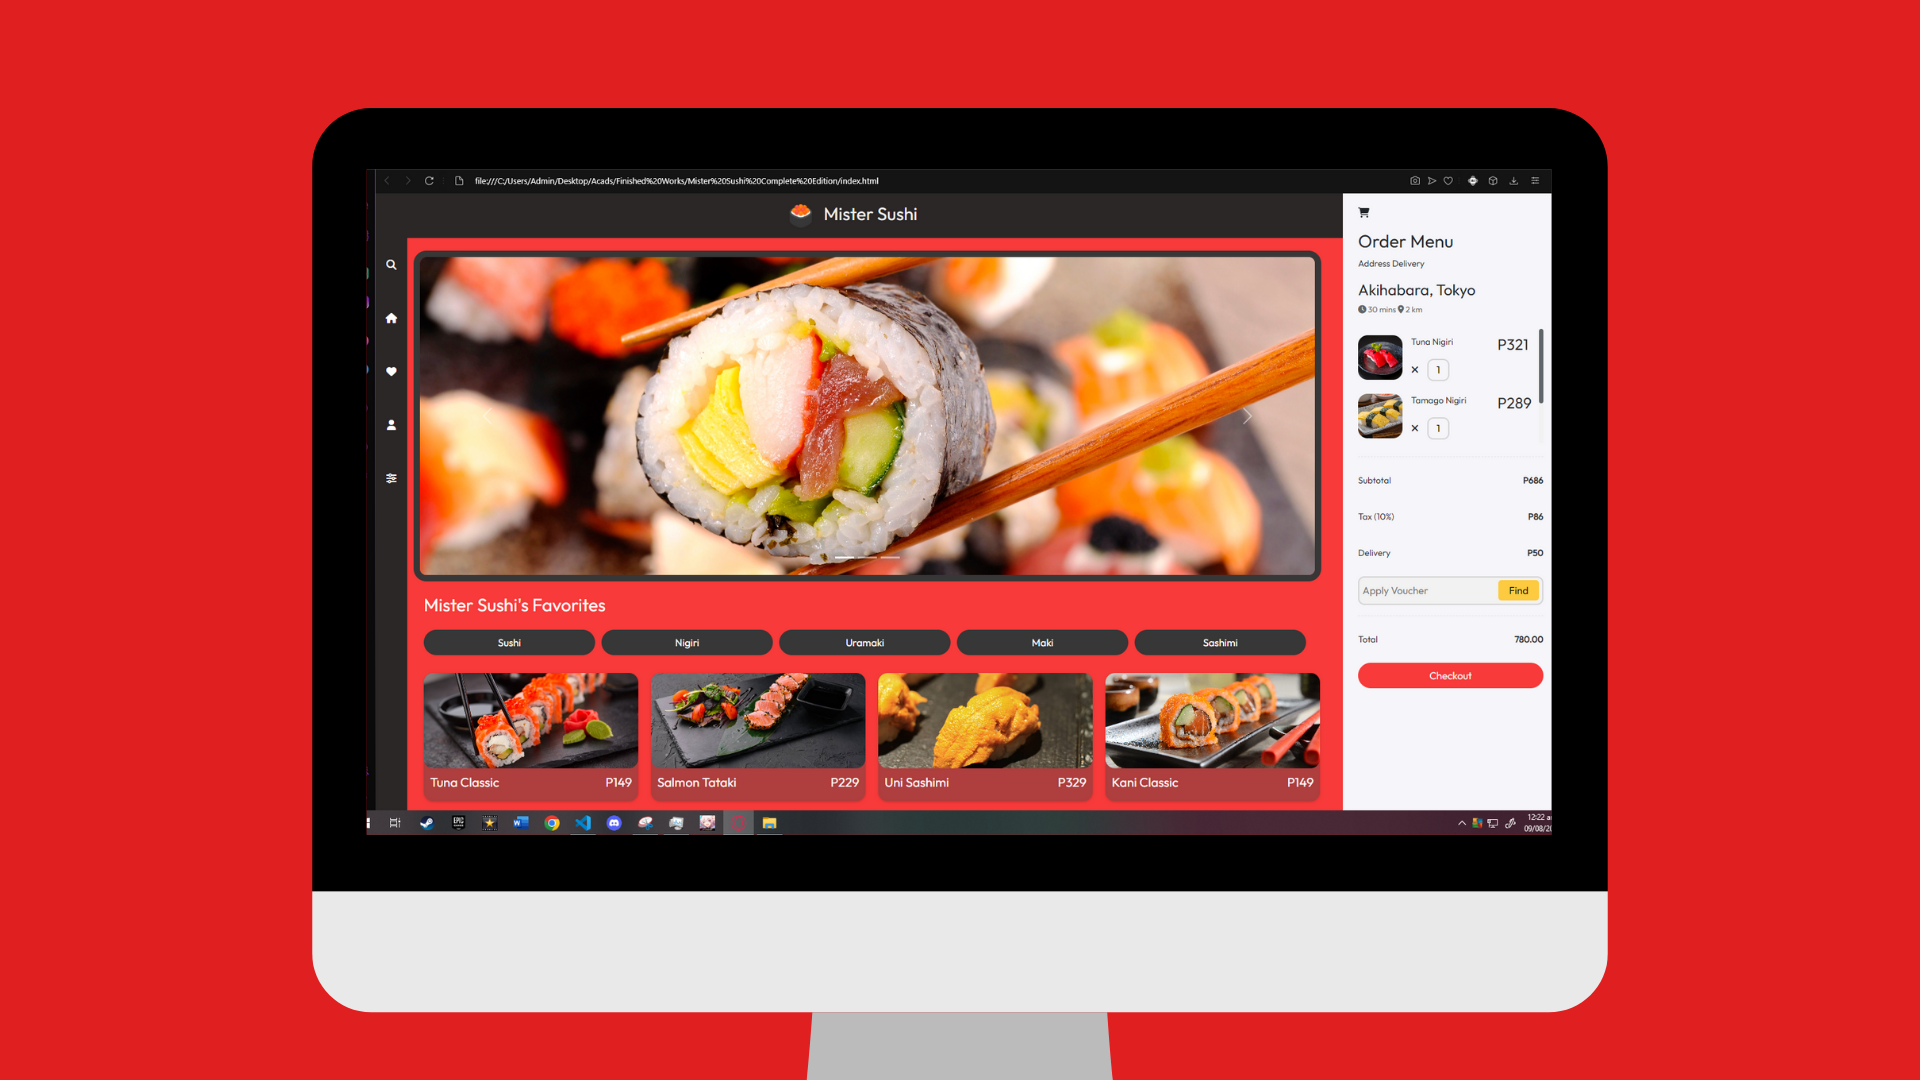 file:///C:/Users/Admin/Desktop/Acads/Finished%20Works/Mister%20Sushi%20Complete%20Edition/index.html
Mister Sushi
Mister Sushi's Favorites
Sushi
Nigiri
Uramaki
Maki
Sashimi
Tuna Classic P149
Salmon Tataki P229
Uni Sashimi P329
Kani Classic P149
Order Menu
Address Delivery
Akihabara, Tokyo
30 mins 2 km
Tuna Nigiri P321
× 1
Tamago Nigiri P289
× 1
Subtotal P686
Tax (10%) P86
Delivery P50
Apply Voucher Find
Total 780.00
Checkout
EPIC
12:22 a
09/08/20